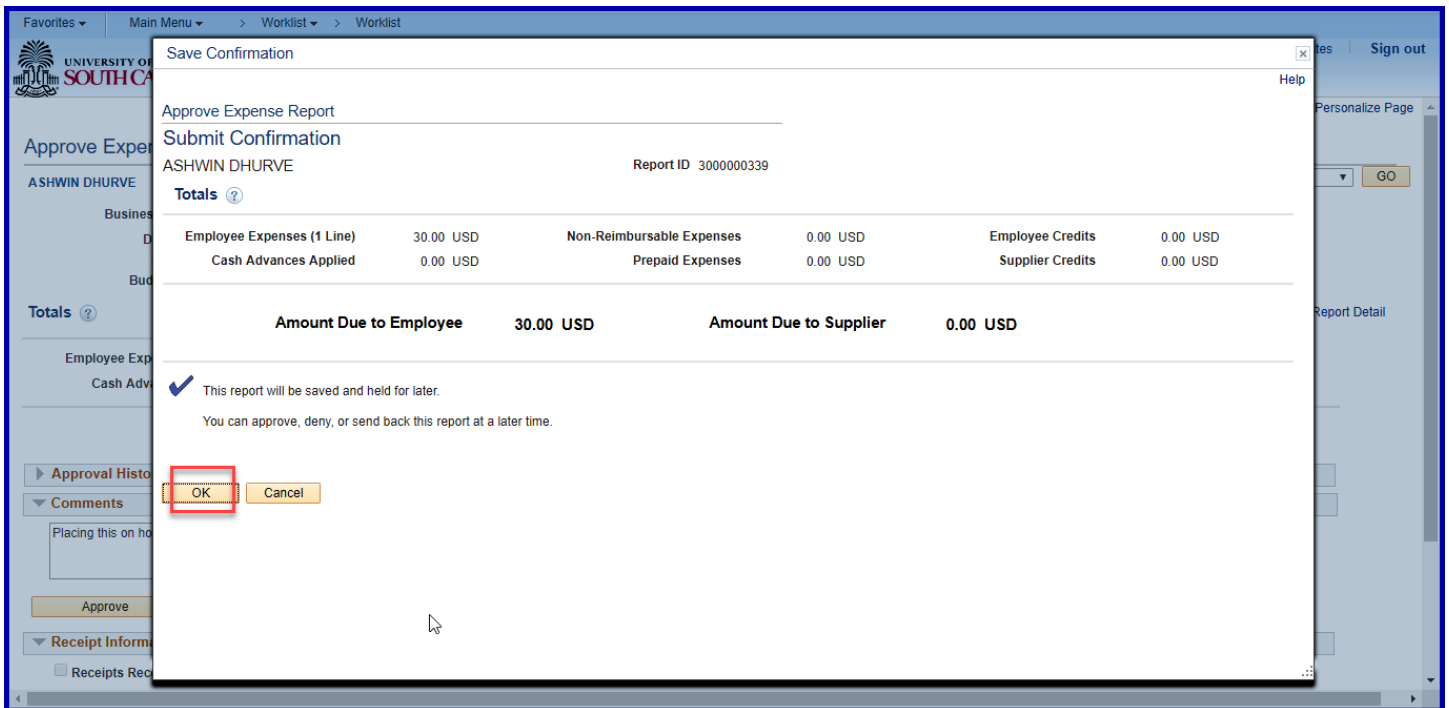 Favorites Main Menu > Worklist > Worklist
UNIVERSITY OF
SOUTH CA
Sign out
Save Confirmation
Help
Personalize Page
Approve Expense Report
Submit Confirmation
Approve Exper
ASHWIN DHURVE Report ID 3000000339
ASHWIN DHURVE
GO
Totals ?
Busines
Employee Expenses (1 Line) 30.00 USD Non-Reimbursable Expenses 0.00 USD Employee Credits 0.00 USD
D
Cash Advances Applied 0.00 USD Prepaid Expenses 0.00 USD Supplier Credits 0.00 USD
Bud
Totals ?
Report Detail
Amount Due to Employee 30.00 USD Amount Due to Supplier 0.00 USD
Employee Exp
Cash Adva
This report will be saved and held for later.
You can approve, deny, or send back this report at a later time.
Approval Histo
OK Cancel
Comments
Placing this on ho
Approve
Receipt Informa
Receipts Rec